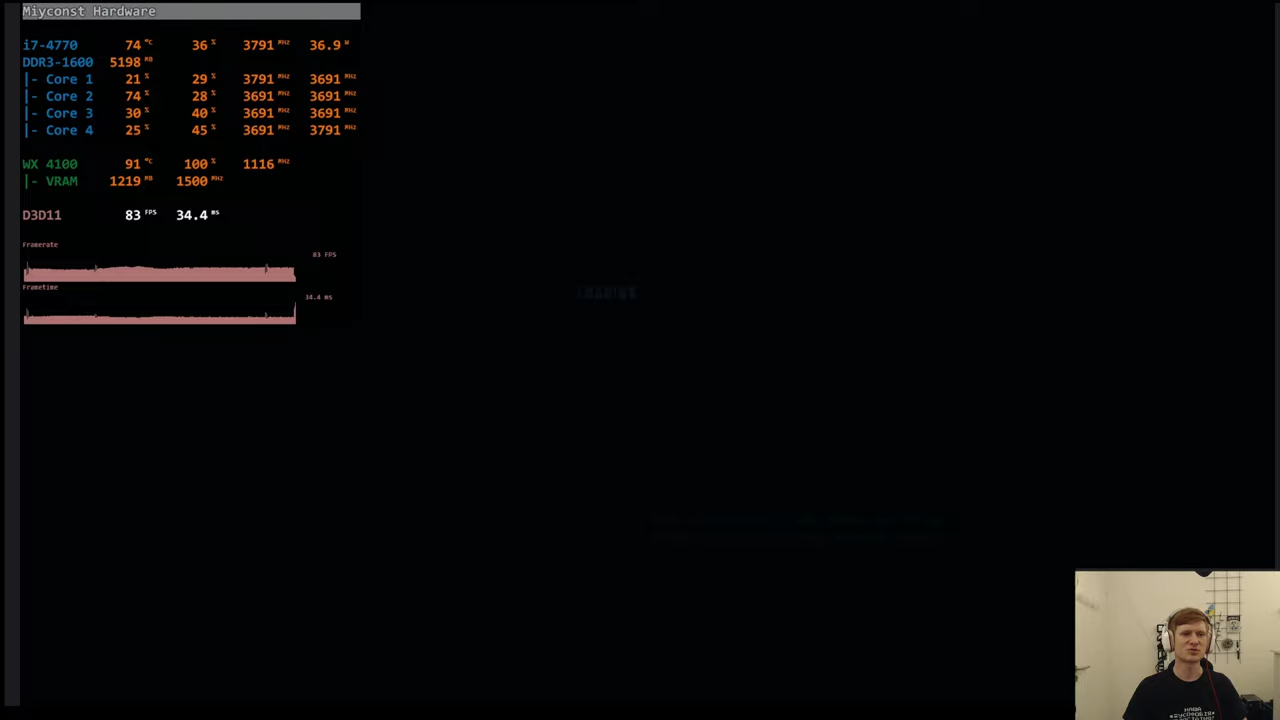 Miyconst Hardware
i7-4770 74 °C 36 % 3791 MHz 36.9 W
DDR3-1600 5198 MB
|- Core 1 21 % 29 % 3791 MHz 3691 MHz
|- Core 2 74 % 28 % 3691 MHz 3691 MHz
|- Core 3 30 % 40 % 3691 MHz 3691 MHz
|- Core 4 25 % 45 % 3691 MHz 3791 MHz
WX 4100 91 °C 100 % 1116 MHz
|- VRAM 1219 MB 1500 MHz
D3D11 83 FPS 34.4 ms
Framerate
83 FPS
Frametime
34.4 ms
LOADING